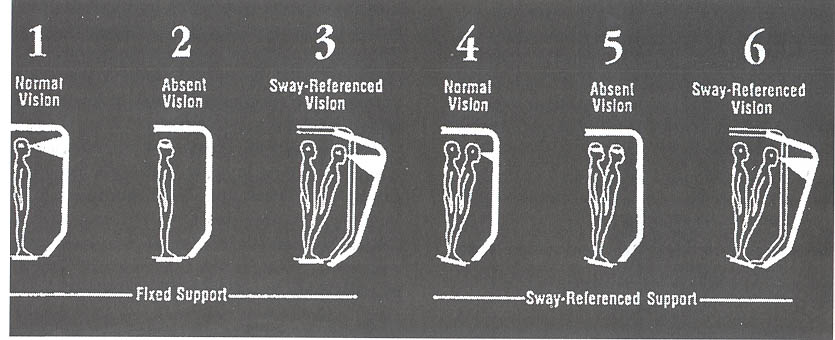 1
Normal
Vision
2
Absent
Vision
3
Sway-Referenced
Vision
4
Normal
Vision
5
Absent
Vision
6
Sway-Referenced
Vision
Fixed Support
Sway-Referenced Support